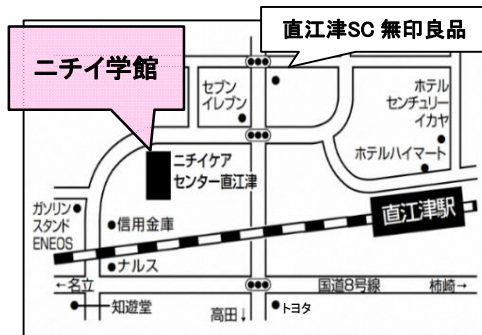 直江津SC 無印良品
ニチイ学館
セブン
イレブン
ホテル
センチュリー
イカヤ
ホテルハイマート
ニチイケア
センター直江津
直江津駅
ガソリン
スタンド
ENEOS
信用金庫
ナルス
←名立
国道8号線
柿崎→
知遊堂
高田↓
トヨタ